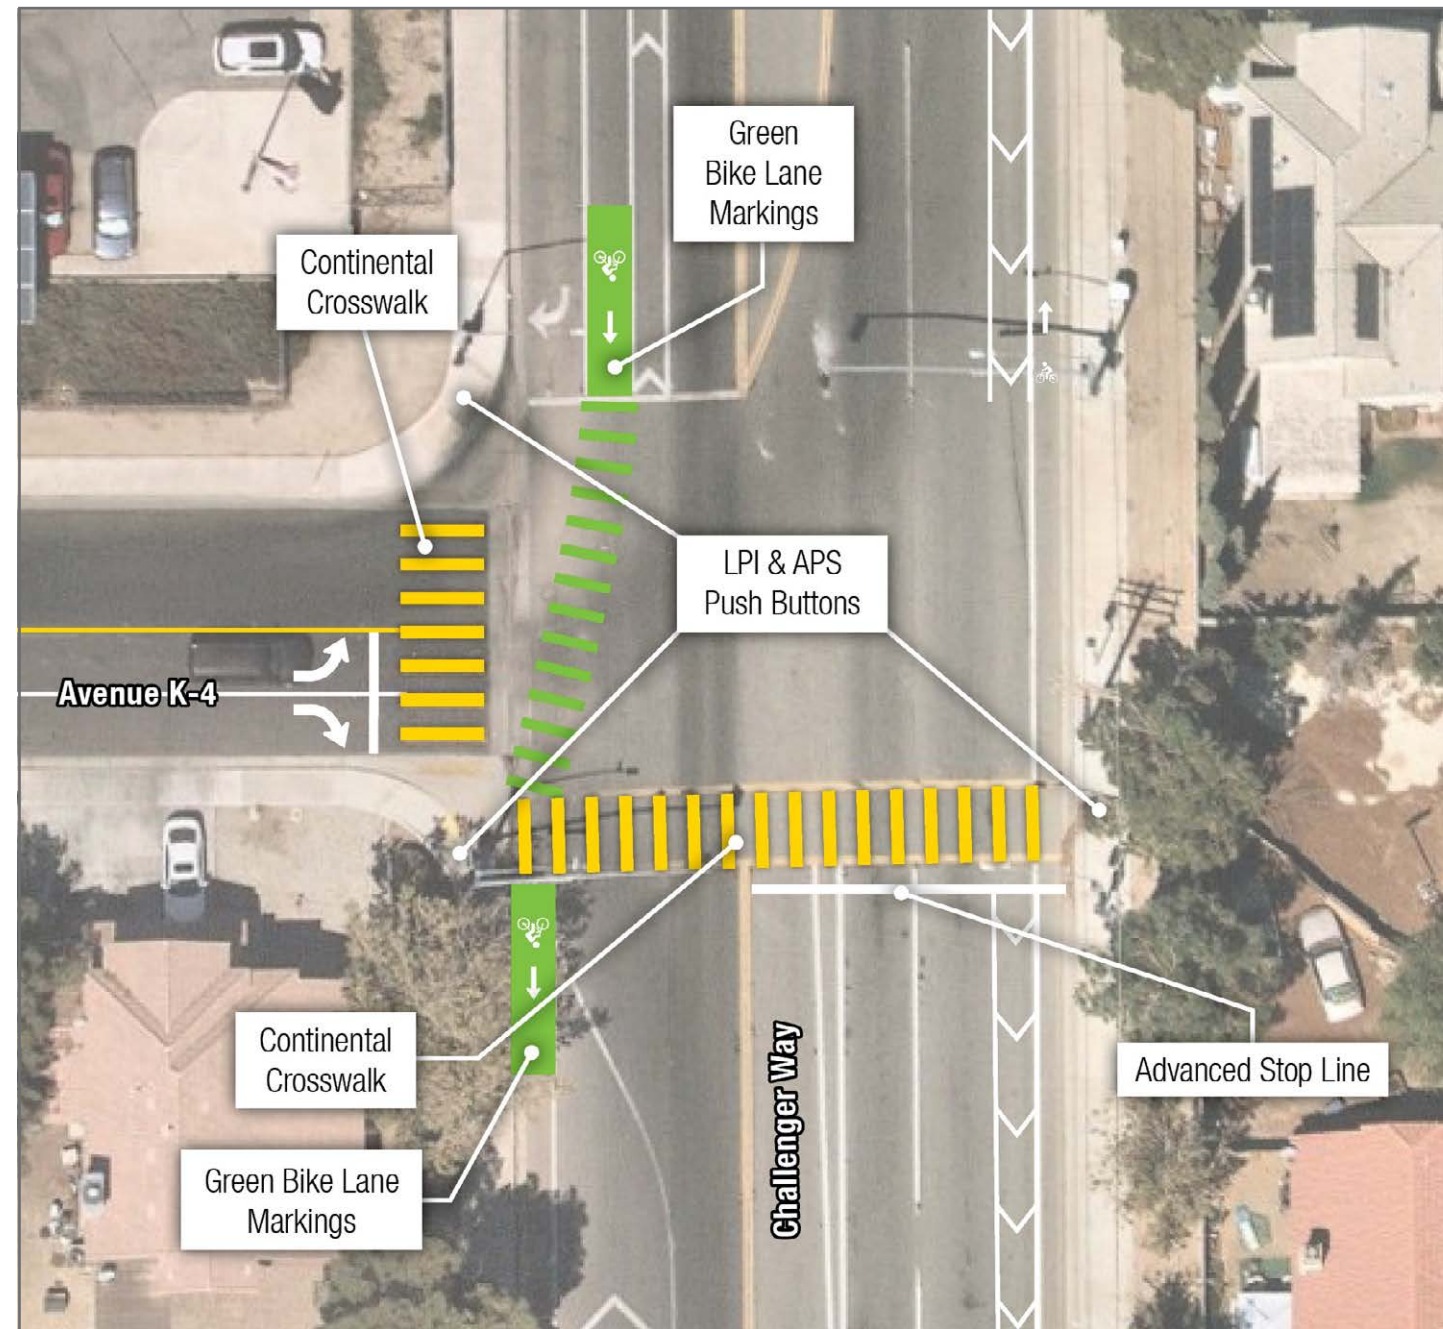 Green
Bike Lane
Markings
Continental
Crosswalk
LPI & APS
Push Buttons
Avenue K-4
Continental
Crosswalk
Challenger Way
Advanced Stop Line
Green Bike Lane
Markings